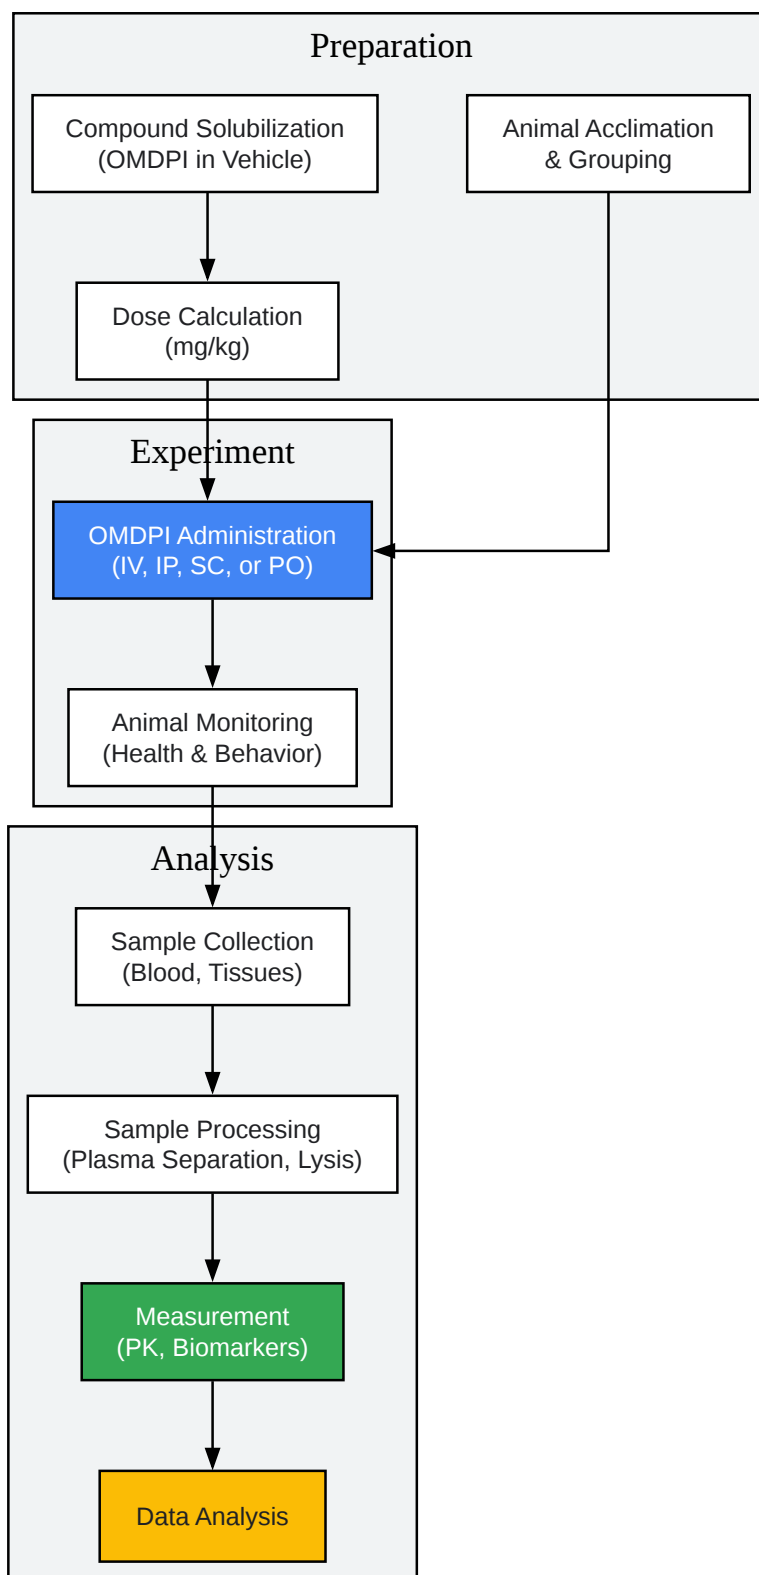 Preparation
Compound Solubilization
(OMDPI in Vehicle)
Animal Acclimation
& Grouping
Dose Calculation
(mg/kg)
Experiment
OMDPI Administration
(IV, IP, SC, or PO)
Animal Monitoring
(Health & Behavior)
Analysis
Sample Collection
(Blood, Tissues)
Sample Processing
(Plasma Separation, Lysis)
Measurement
(PK, Biomarkers)
Data Analysis